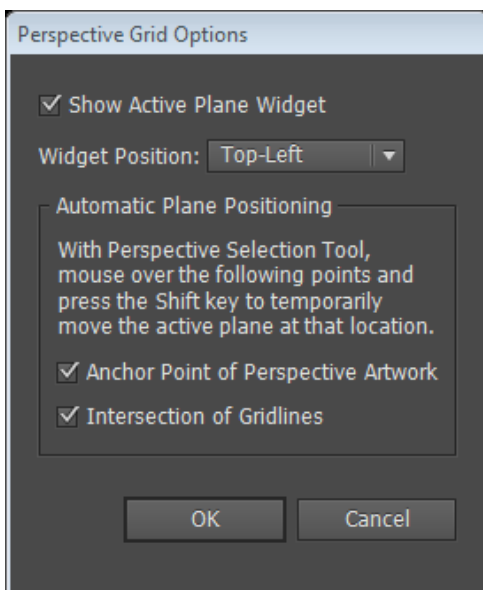 Perspective Grid Options
Show Active Plane Widget
Widget Position: Top-Left
Automatic Plane Positioning
With Perspective Selection Tool,
mouse over the following points and
press the Shift key to temporarily
move the active plane at that location.
Anchor Point of Perspective Artwork
Intersection of Gridlines
OK Cancel